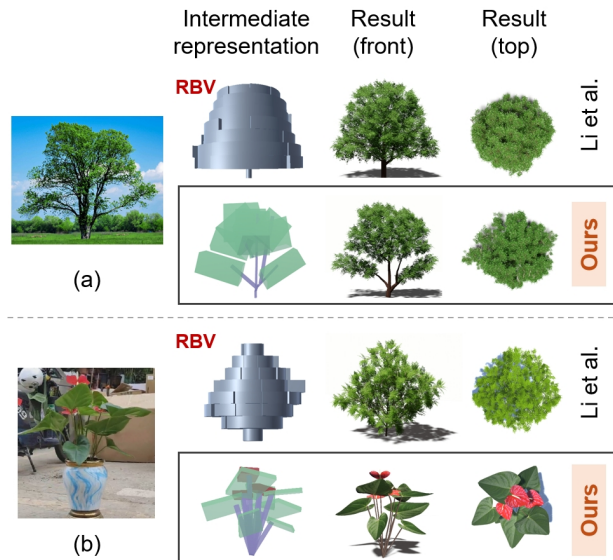 Intermediate representation
Result (front)
Result (top)
RBV
Li et al.
(a)
Ours
RBV
Li et al.
(b)
Ours